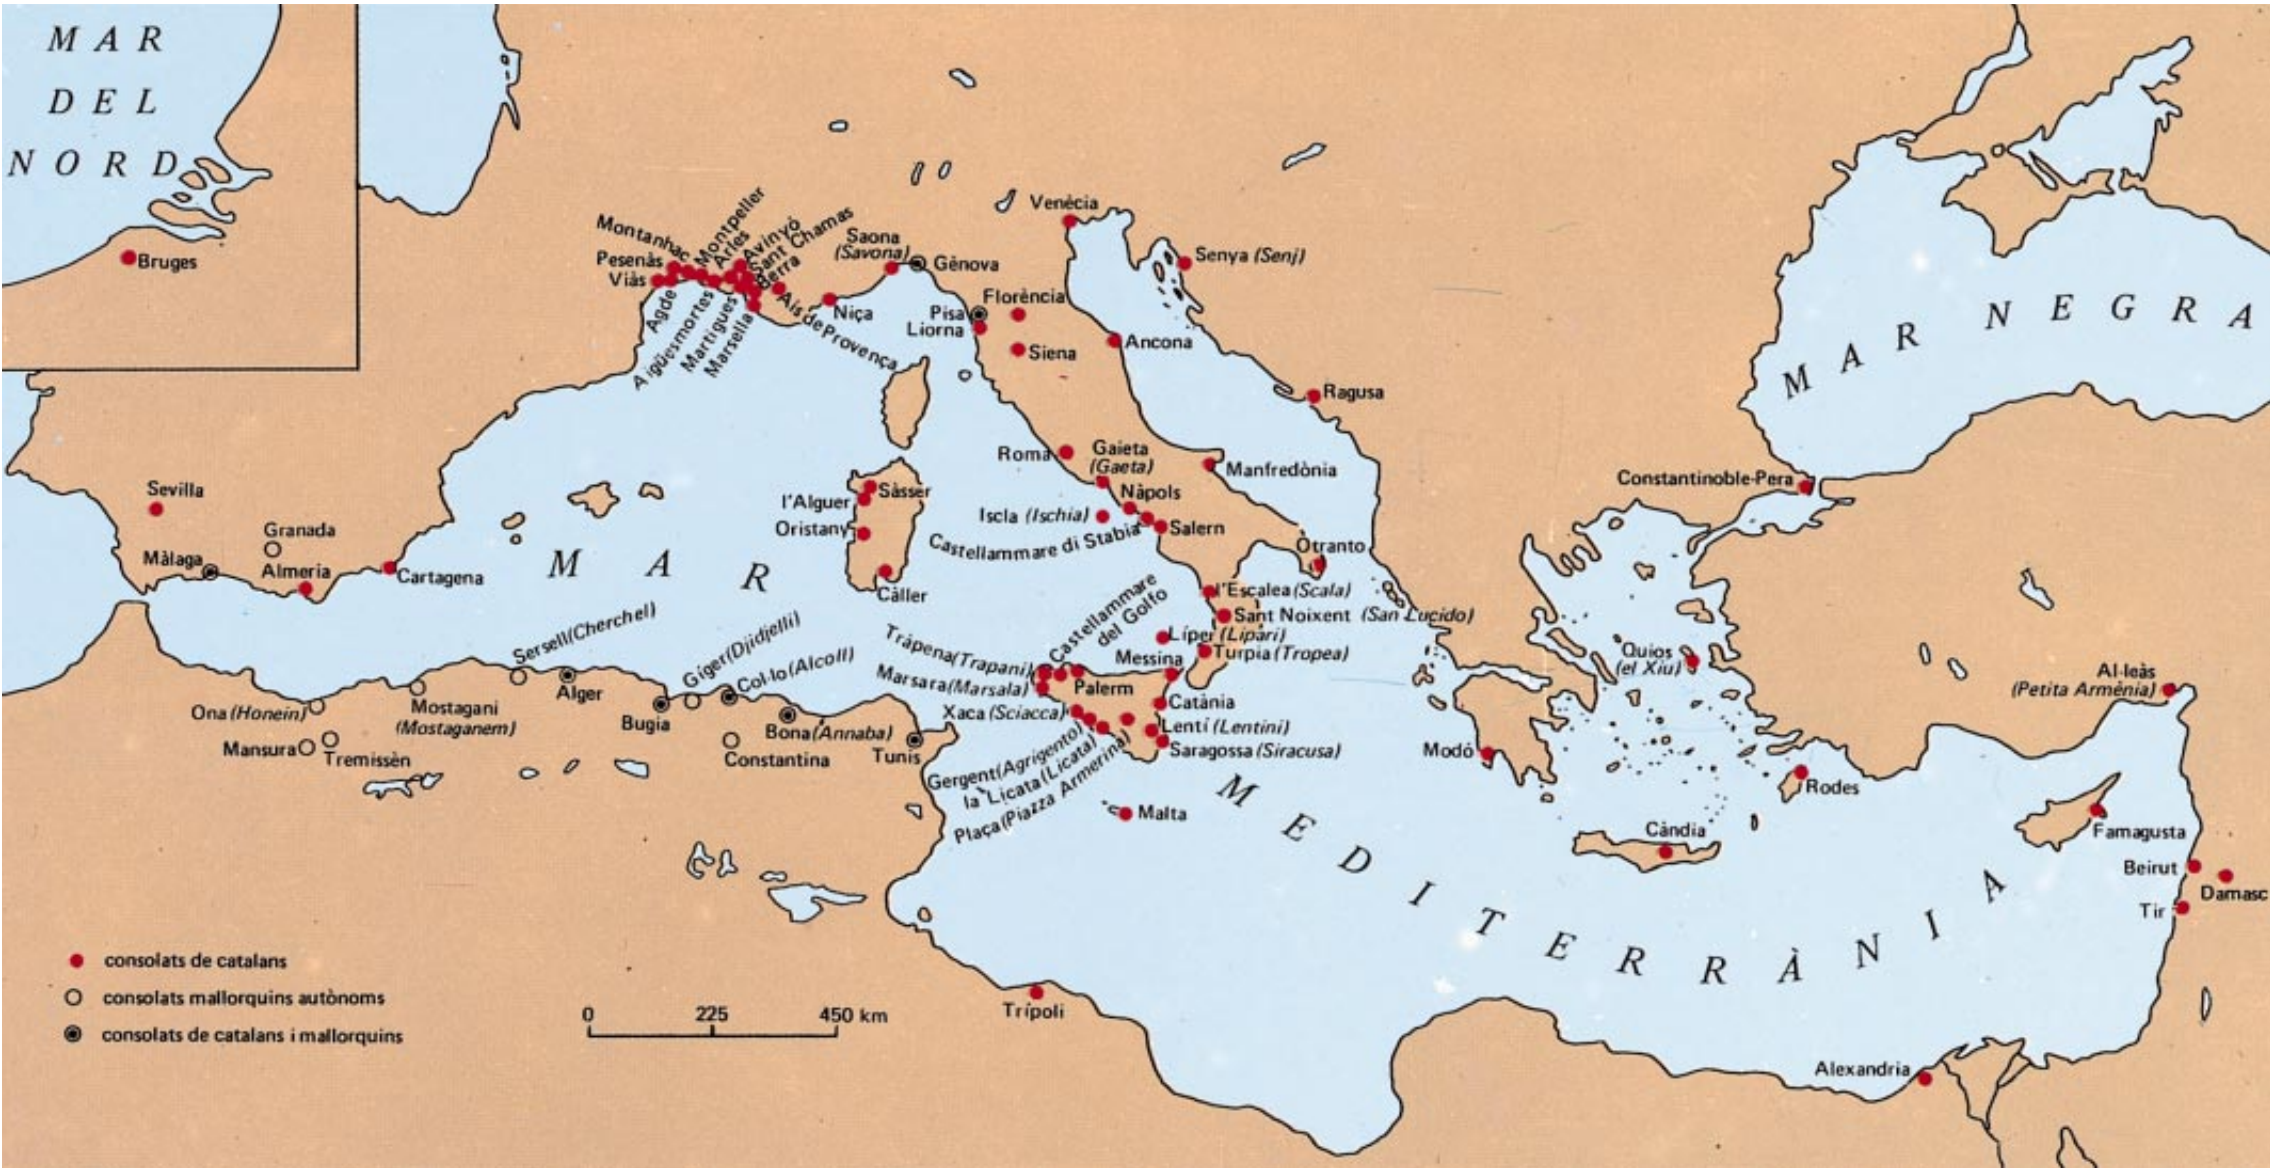 MAR
DEL
NORD
Bruges
Montanhac
Montpeller
Arles
Avinyó
Sant Chamas
Berra
Pesenàs
Viàs
Agde
Aigüesmortes
Martigues
Marsella
Ais de Provença
Niça
Saona
(Savona)
Gènova
Venècia
Senya (Senj)
Florència
Pisa
Liorna
Siena
Ancona
Ragusa
Roma
Gaieta
(Gaeta)
Manfredònia
Nàpols
Iscla (Ischia)
Castellammare di Stabia
Salern
Otranto
l'Escalea (Scala)
Sant Noixent (San Lucido)
Líper (Lipari)
Turpia (Tropea)
Sàsser
l'Alguer
Oristany
Càller
Sevilla
Granada
Màlaga
Almeria
Cartagena
MAR
MEDITERRÀNIA
MAR NEGRA
Sersell (Cherchel)
Giger (Djidjelli)
Col·lo (Alcoll)
Alger
Bugia
Bona (Annaba)
Constantina
Tunis
Ona (Honein)
Mostagani
(Mostaganem)
Mansura
Tremissèn
Castellammare
del Golfo
Tràpena (Trapani)
Marsara (Marsala)
Messina
Palerm
Catània
Xaca (Sciacca)
Lentí (Lentini)
Saragossa (Siracusa)
Gergent (Agrigento)
la Licata (Licata)
Plaça (Piazza Armerina)
Malta
Trípoli
Constantinoble-Pera
Quios
(el Xiu)
Modó
Rodes
Càndia
Al·leàs
(Petita Armènia)
Famagusta
Beirut
Damasc
Tir
Alexandria
consolats de catalans
consolats mallorquins autònoms
consolats de catalans i mallorquins
0 225 450 km